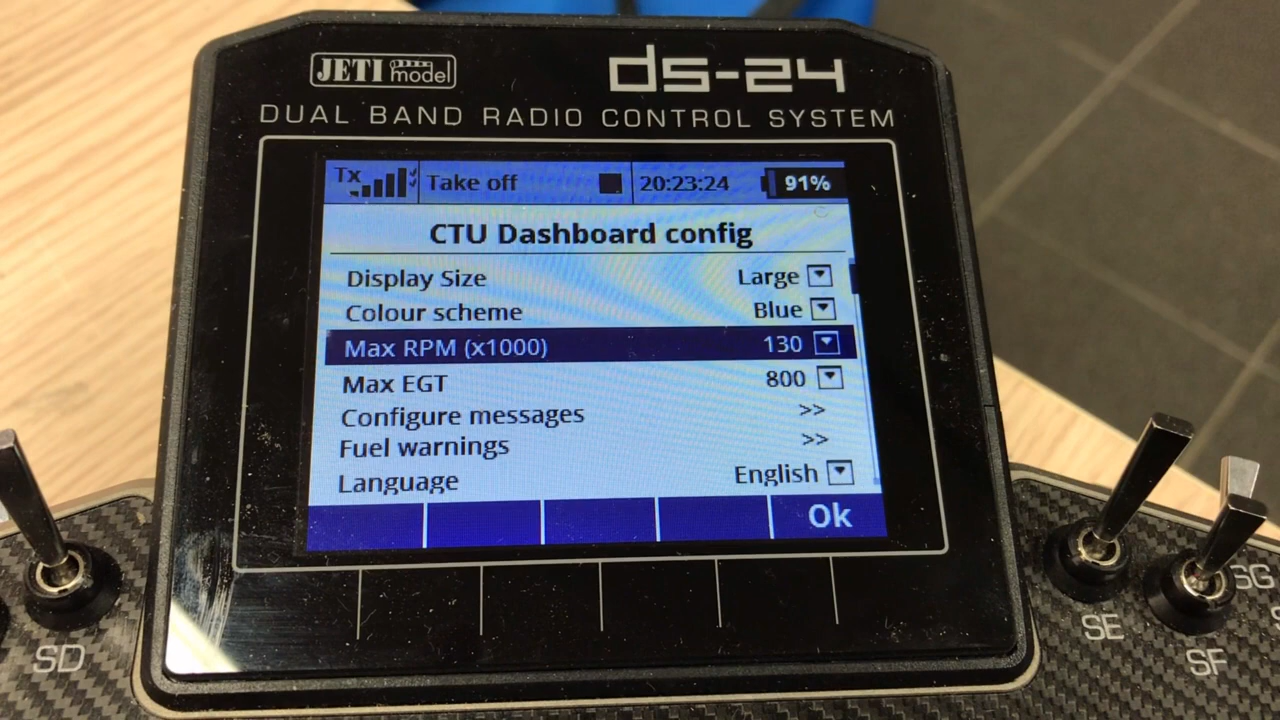 JETI model
ds-24
DUAL BAND RADIO CONTROL SYSTEM
Tx Take off 20:23:24 91%
CTU Dashboard config
Display Size Large
Colour scheme Blue
Max RPM (x1000) 130
Max EGT 800
Configure messages >>
Fuel warnings >>
Language English
Ok
SD
SE
SF
SG